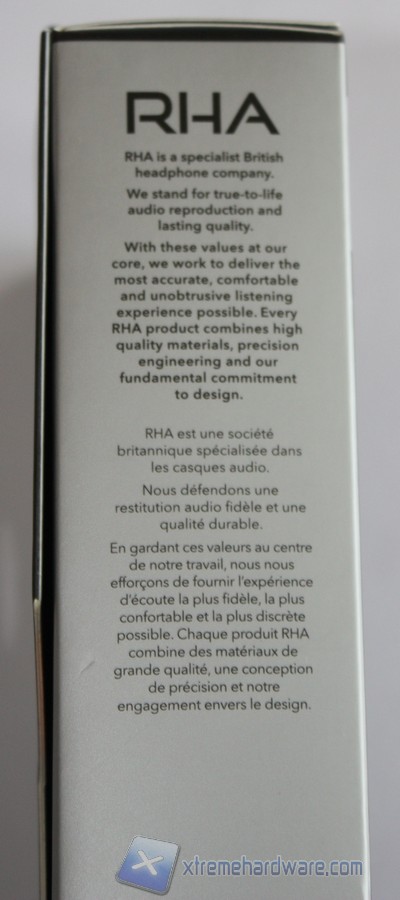 RHA
RHA is a specialist British
headphone company.
We stand for true-to-life
audio reproduction and
lasting quality.
With these values at our
core, we work to deliver the
most accurate, comfortable
and unobtrusive listening
experience possible. Every
RHA product combines high
quality materials, precision
engineering and our
fundamental commitment
to design.
RHA est une société
britannique spécialisée dans
les casques audio.
Nous défendons une
restitution audio fidèle et une
qualité durable.
En gardant ces valeurs au centre
de notre travail, nous nous
efforçons de fournir l'expérience
d'écoute la plus fidèle, la plus
confortable et la plus discrète
possible. Chaque produit RHA
combine des matériaux de
grande qualité, une conception
de précision et notre
engagement envers le design.
xtremehardware.com